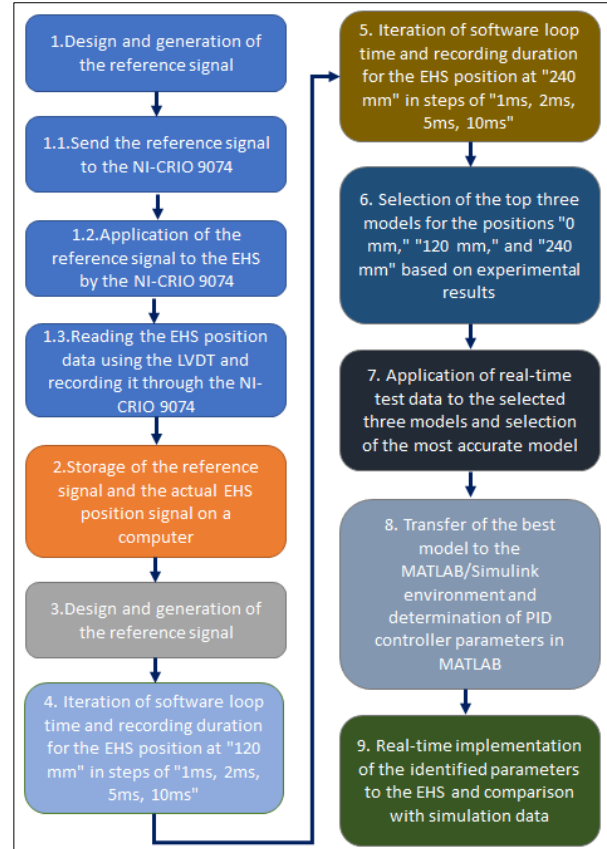 1.Design and generation of
the reference signal
1.1.Send the reference signal
to the NI-CRIO 9074
1.2.Application of the
reference signal to the EHS
by the NI-CRIO 9074
1.3.Reading the EHS position
data using the LVDT and
recording it through the NI-
CRIO 9074
2.Storage of the reference
signal and the actual EHS
position signal on a
computer
3.Design and generation of
the reference signal
4. Iteration of software loop
time and recording duration
for the EHS position at "120
mm" in steps of "1ms, 2ms,
5ms, 10ms"
5. Iteration of software loop
time and recording duration
for the EHS position at "240
mm" in steps of "1ms, 2ms,
5ms, 10ms"
6. Selection of the top three
models for the positions "0
mm," "120 mm," and "240
mm" based on experimental
results
7. Application of real-time
test data to the selected
three models and selection
of the most accurate model
8. Transfer of the best
model to the
MATLAB/Simulink
environment and
determination of PID
controller parameters in
MATLAB
9. Real-time implementation
of the identified parameters
to the EHS and comparison
with simulation data